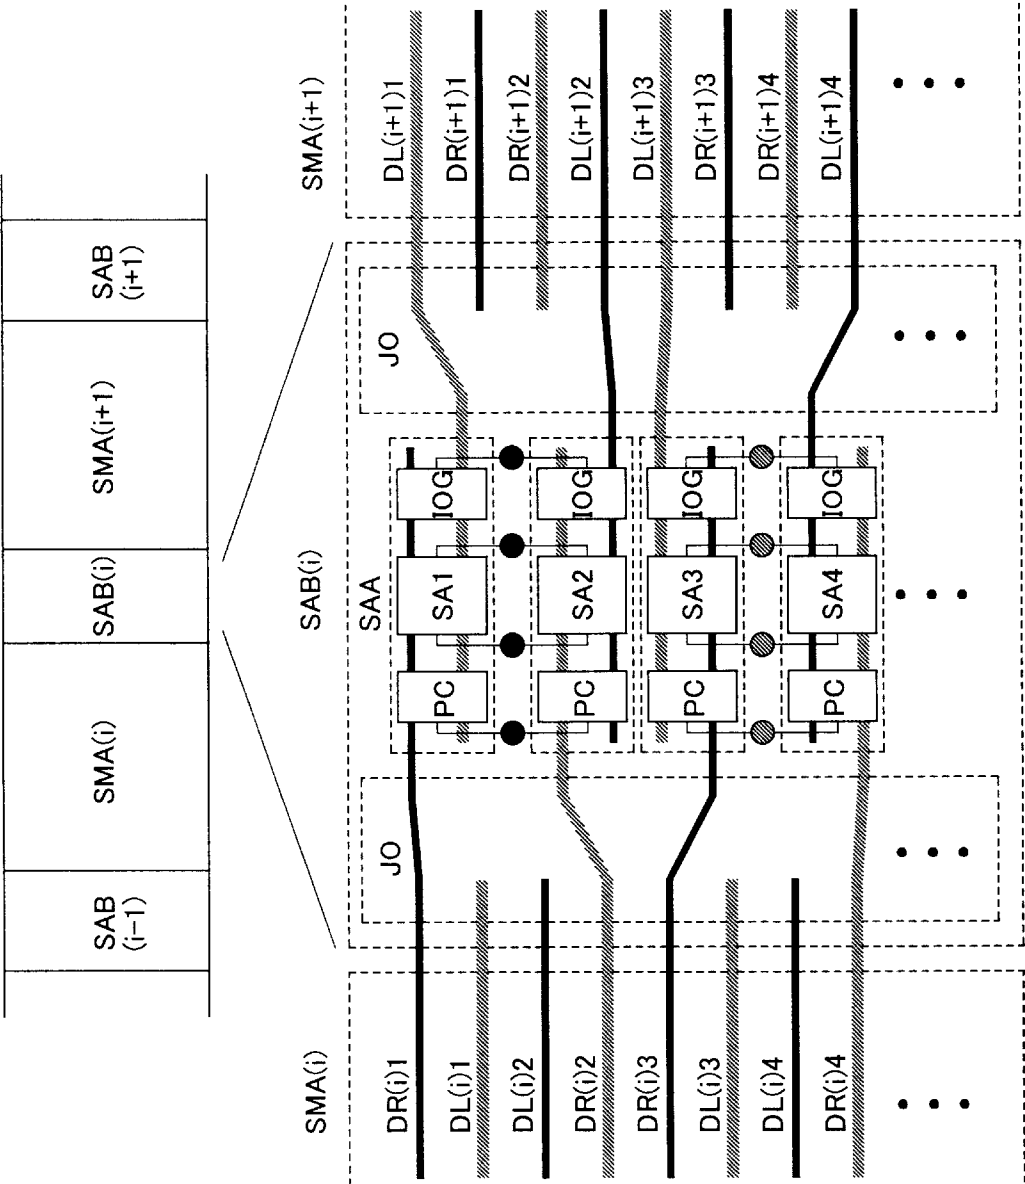 SAB
(i−1)
SMA(i)
SAB(i)
SMA(i+1)
SAB
(i+1)
SMA(i)
SAB(i)
SMA(i+1)
SAA
JO
JO
DR(i)1
DL(i)1
DL(i)2
DR(i)2
DR(i)3
DL(i)3
DL(i)4
DR(i)4
PC
SA1
IOG
PC
SA2
IOG
PC
SA3
IOG
PC
SA4
IOG
DL(i+1)1
DR(i+1)1
DR(i+1)2
DL(i+1)2
DL(i+1)3
DR(i+1)3
DR(i+1)4
DL(i+1)4